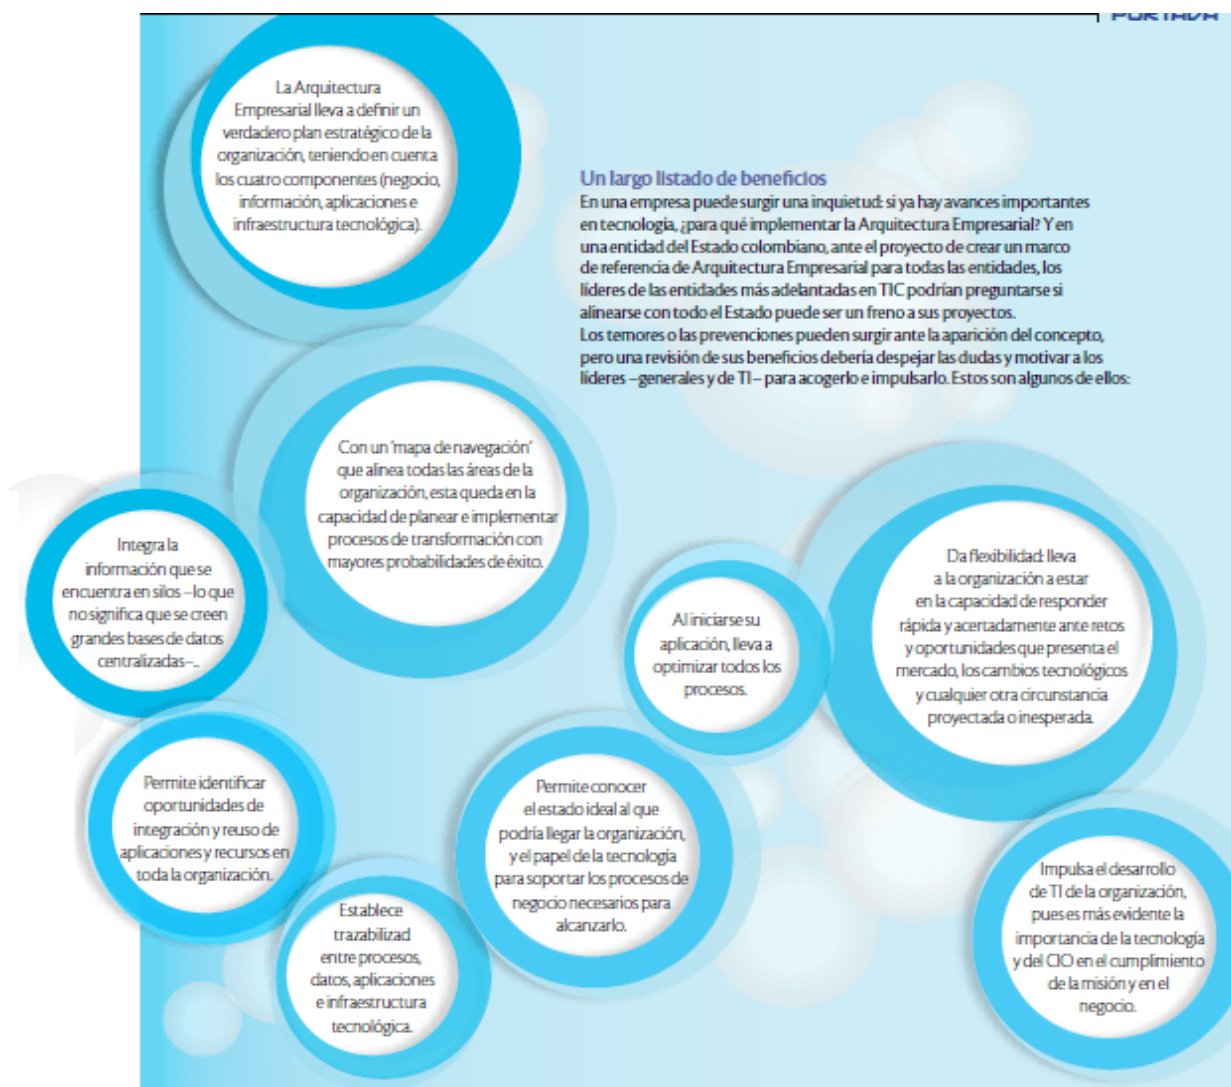 PORTADA
La Arquitectura
Empresarial lleva a definir un
verdadero plan estratégico de la
organización, teniendo en cuenta
los cuatro componentes (negocio,
información, aplicaciones e
infraestructura tecnológica).
Un largo listado de beneficios
En una empresa puede surgir una inquietud: si ya hay avances importantes
en tecnología, ¿para qué implementar la Arquitectura Empresarial? Y en
una entidad del Estado colombiano, ante el proyecto de crear un marco
de referencia de Arquitectura Empresarial para todas las entidades, los
líderes de las entidades más adelantadas en TIC podrían preguntarse si
alinearse con todo el Estado puede ser un freno a sus proyectos.
Los temores o las prevenciones pueden surgir ante la aparición del concepto,
pero una revisión de sus beneficios debería despejar las dudas y motivar a los
líderes –generales y de TI– para acogerlo e impulsarlo. Estos son algunos de ellos:
Con un 'mapa de navegación'
que alinea todas las áreas de la
organización, esta queda en la
capacidad de planear e implementar
procesos de transformación con
mayores probabilidades de éxito.
Integra la
información que se
encuentra en silos –lo que
no significa que se creen
grandes bases de datos
centralizadas–..
Al iniciarse su
aplicación, lleva a
optimizar todos los
procesos.
Da flexibilidad: lleva
a la organización a estar
en la capacidad de responder
rápida y acertadamente ante retos
y oportunidades que presenta el
mercado, los cambios tecnológicos
y cualquier otra circunstancia
proyectada o inesperada.
Permite identificar
oportunidades de
integración y reuso de
aplicaciones y recursos en
toda la organización.
Permite conocer
el estado ideal al que
podría llegar la organización,
y el papel de la tecnología
para soportar los procesos de
negocio necesarios para
alcanzarlo.
Establece
trazabilizad
entre procesos,
datos, aplicaciones
e infraestructura
tecnológica.
Impulsa el desarrollo
de TI de la organización,
pues es más evidente la
importancia de la tecnología
y del CIO en el cumplimiento
de la misión y en el
negocio.